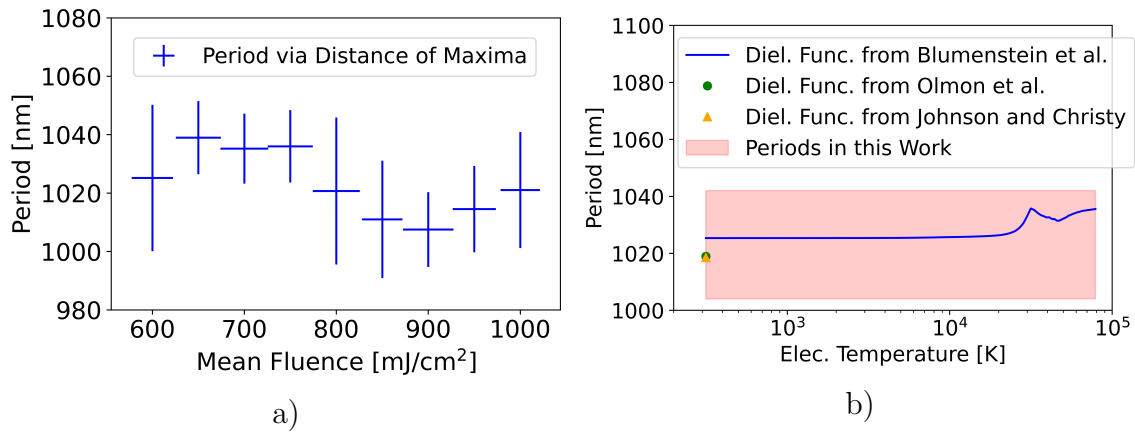 1080
1060
1040
1020
1000
980
Period [nm]
Period via Distance of Maxima
600 700 800 900 1000
Mean Fluence [mJ/cm²]
a)
1100
1080
1060
1040
1020
1000
Period [nm]
Diel. Func. from Blumenstein et al.
Diel. Func. from Olmon et al.
Diel. Func. from Johnson and Christy
Periods in this Work
10³ 10⁴ 10⁵
Elec. Temperature [K]
b)